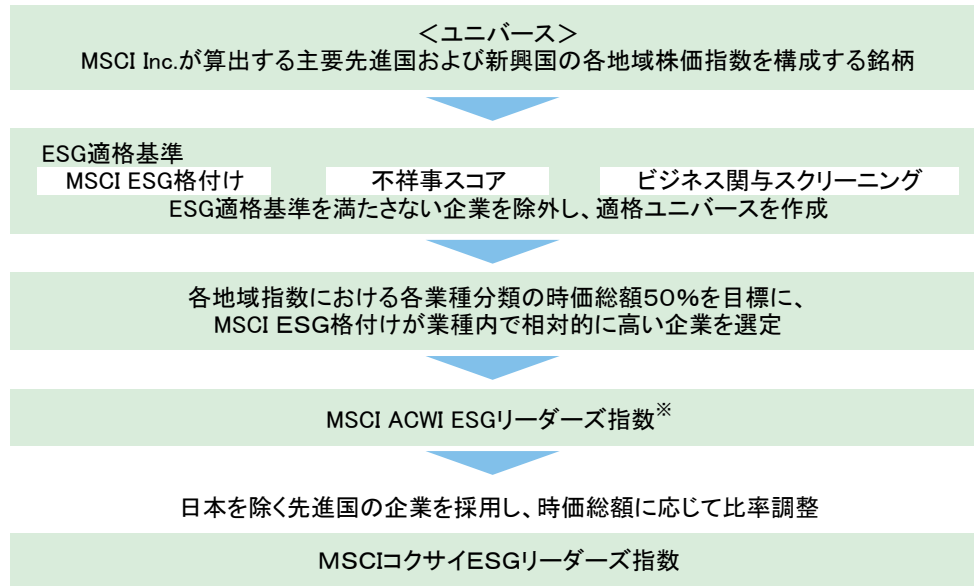 ＜ユニバース＞
MSCI Inc.が算出する主要先進国および新興国の各地域株価指数を構成する銘柄
ESG適格基準
MSCI ESG格付け 不祥事スコア ビジネス関与スクリーニング
ESG適格基準を満たさない企業を除外し、適格ユニバースを作成
各地域指数における各業種分類の時価総額５０％を目標に、
MSCI ＥＳＧ格付けが業種内で相対的に高い企業を選定
MSCI ACWI ESGリーダーズ指数※
日本を除く先進国の企業を採用し、時価総額に応じて比率調整
ＭＳＣＩコクサイＥＳＧリーダーズ指数